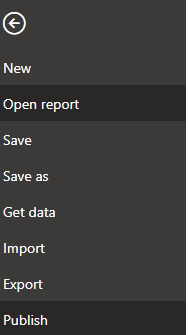 New
Open report
Save
Save as
Get data
Import
Export
Publish